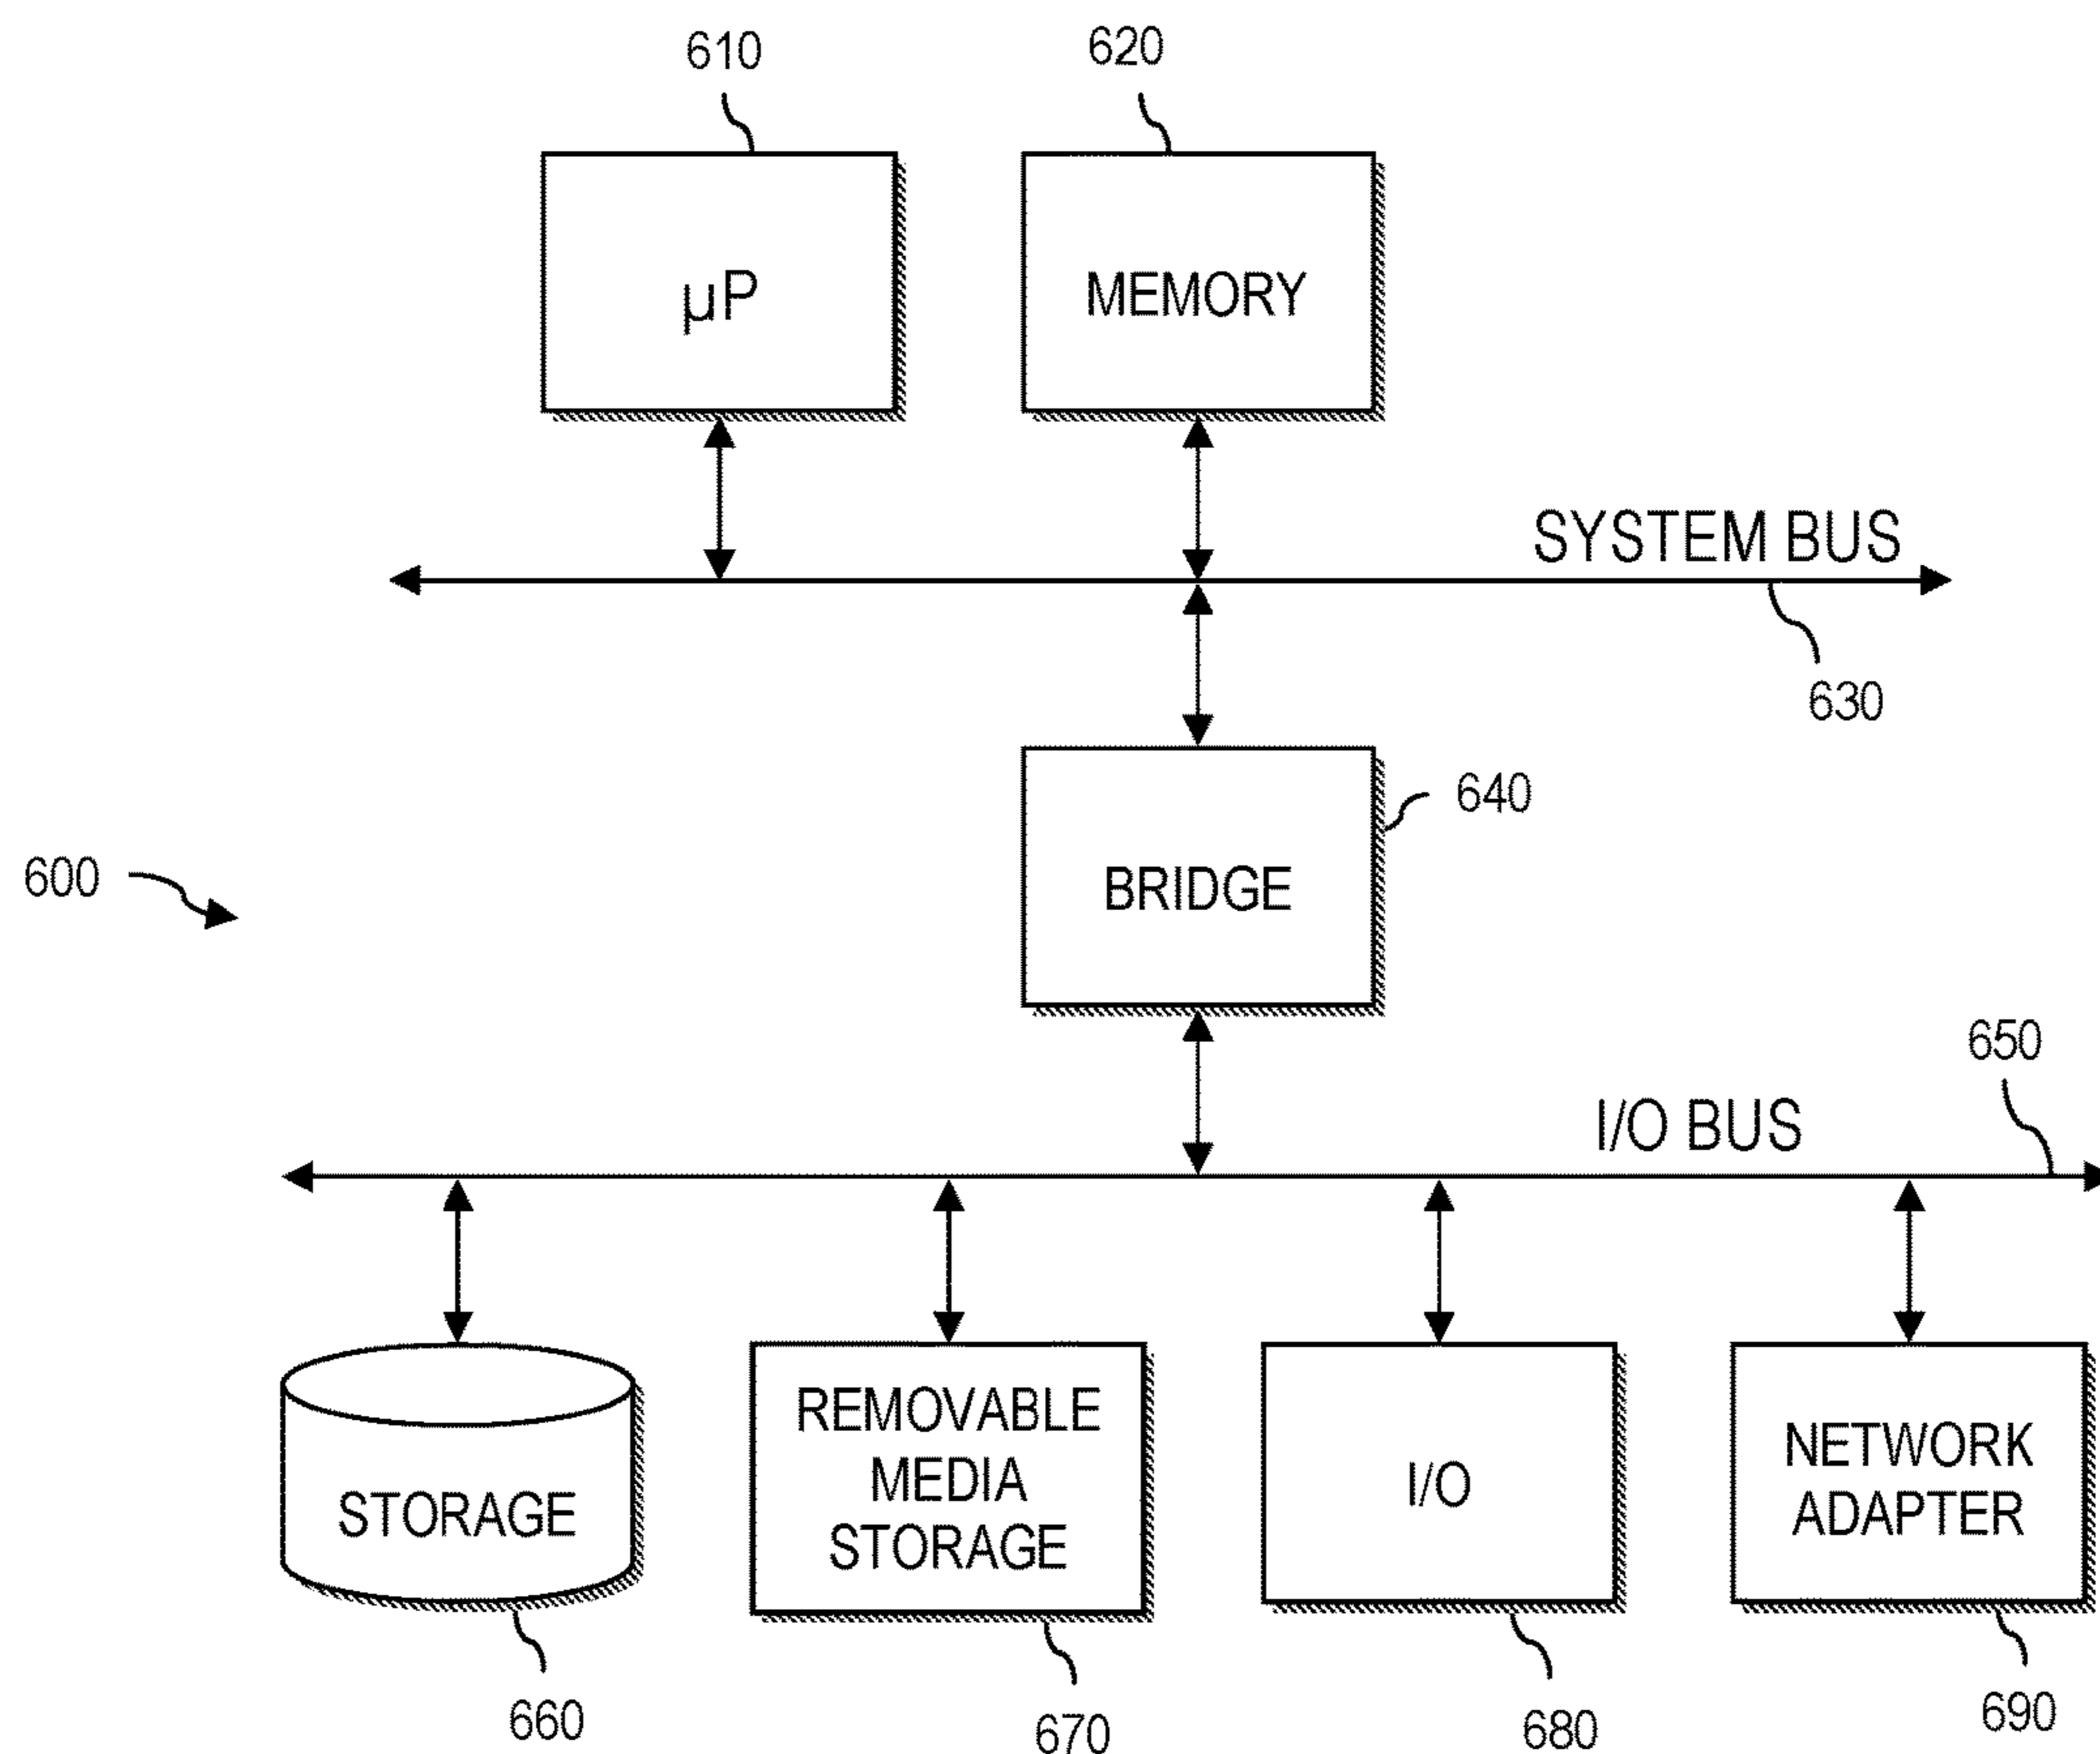 610
620
µP
MEMORY
SYSTEM BUS
630
640
BRIDGE
600
650
I/O BUS
STORAGE
REMOVABLE
MEDIA
STORAGE
I/O
NETWORK
ADAPTER
660
670
680
690